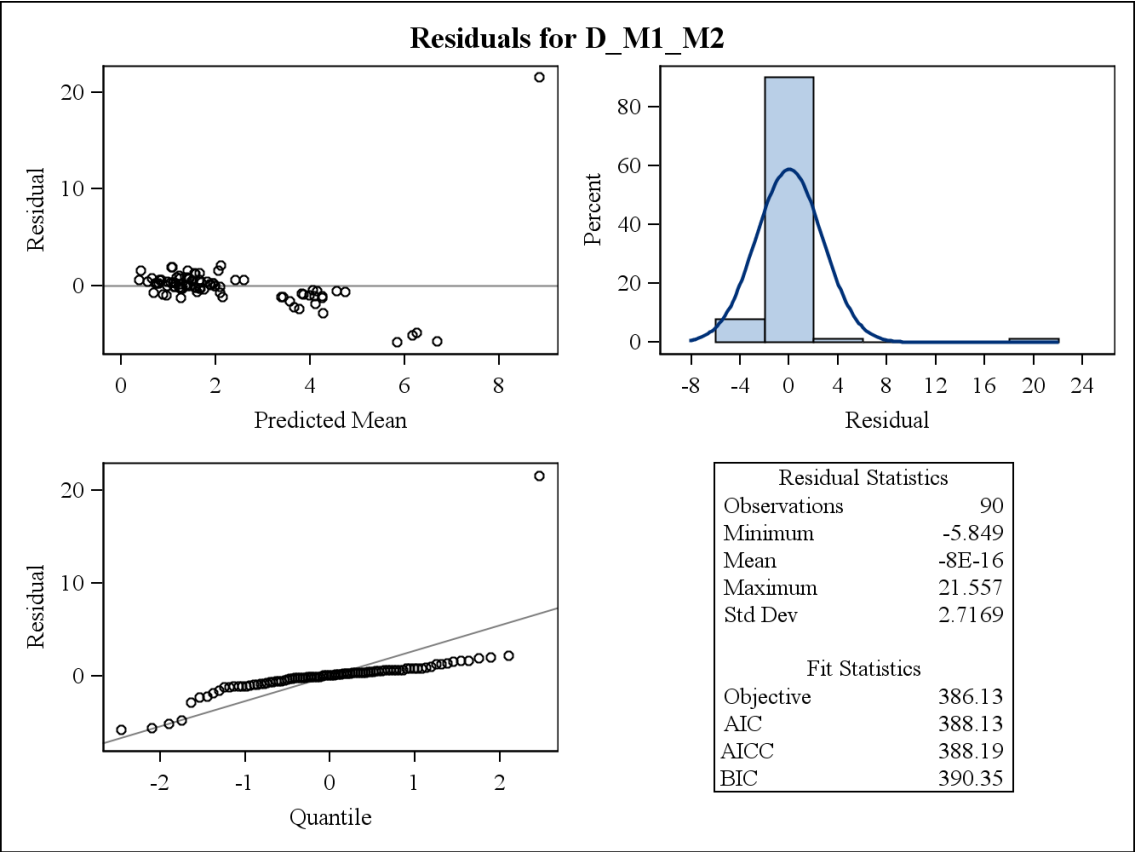 Residuals for D_M1_M2
20
10
0
Residual
0 2 4 6 8
Predicted Mean
80
60
40
20
0
Percent
-8 -4 0 4 8 12 16 20 24
Residual
20
10
0
Residual
-2 -1 0 1 2
Quantile
Residual Statistics
Observations 90
Minimum -5.849
Mean -8E-16
Maximum 21.557
Std Dev 2.7169
Fit Statistics
Objective 386.13
AIC 388.13
AICC 388.19
BIC 390.35